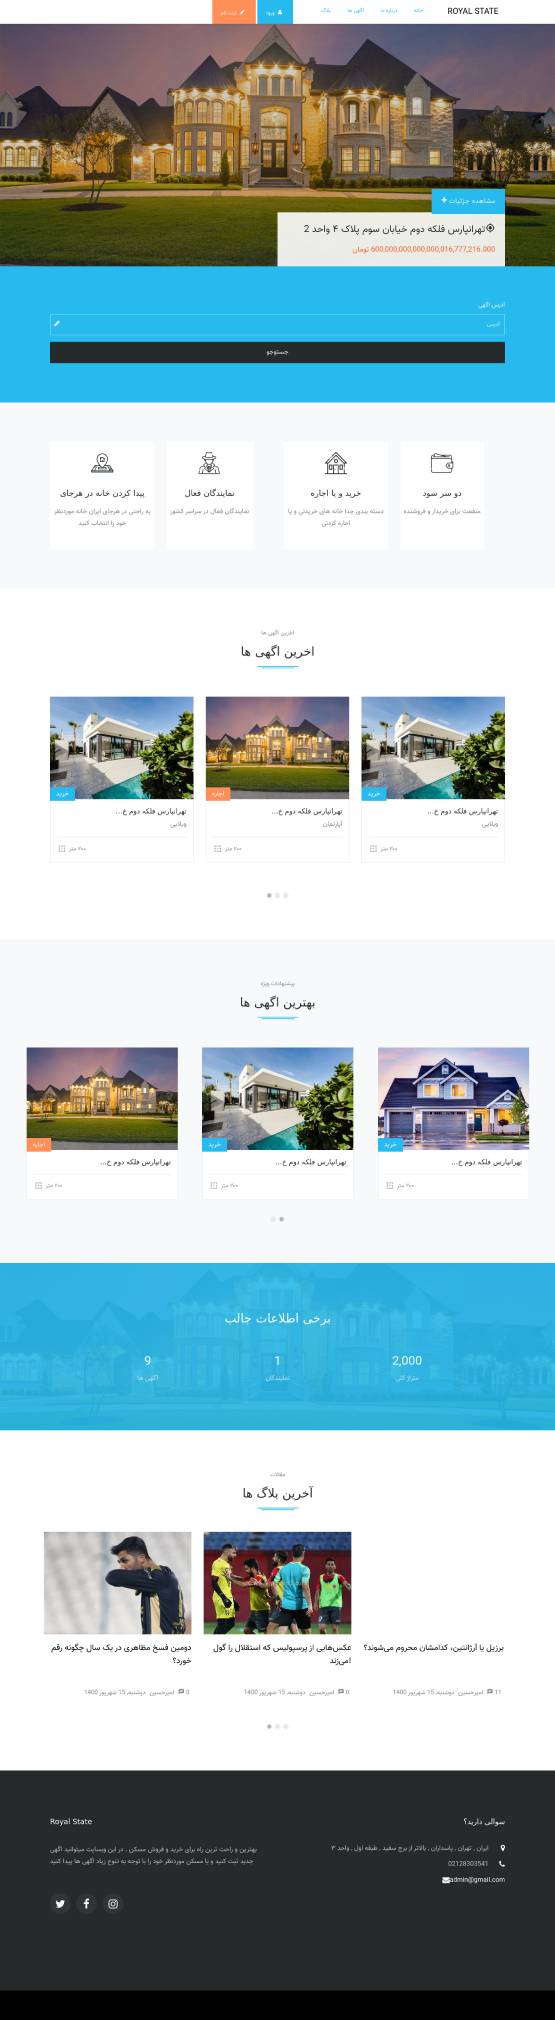 ROYAL STATE
خانه
درباره ما
آگهی ها
بلاگ
ورود
ثبت نام
مشاهده جزئیات +
تهرانپارس فلکه دوم خیابان سوم پلاک ۴ واحد 2
600,000,000,000,000,016,777,216.000 تومان
آدرس آگهی
آدرس
جستوجو
دو سر سود
منفعت برای خریدار و فروشنده
خرید و یا اجاره
دسته بندی جدا خانه های خریدنی و یا
اجاره کردنی
نمایندگان فعال
نمایندگان فعال در سراسر کشور
پیدا کردن خانه در هرجای
به راحتی در هرجای ایران خانه موردنظر
خود را انتخاب کنید
اخرین آگهی ها
اخرین اگهی ها
خرید
تهرانپارس فلکه دوم خ...
ویلایی
۲۰۰ متر
اجاره
تهرانپارس فلکه دوم خ...
آپارتمان
۲۰۰ متر
خرید
تهرانپارس فلکه دوم خ...
ویلایی
۲۰۰ متر
پیشنهادات ویژه
بهترین اگهی ها
خرید
تهرانپارس فلکه دوم خ...
۲۰۰ متر
خرید
تهرانپارس فلکه دوم خ...
۲۰۰ متر
اجاره
تهرانپارس فلکه دوم خ...
۲۰۰ متر
برخی اطلاعات جالب
2,000
متراژ کلی
1
نمایندگان
9
آگهی ها
مقالات
آخرین بلاگ ها
برزیل یا آرژانتین، کدامشان محروم می‌شوند؟
11 امیرحسین دوشنبه, 15 شهریور 1400
عکس‌هایی از پرسپولیس که استقلال را گول
می‌زند!
0 امیرحسین دوشنبه, 15 شهریور 1400
دومین فسخ مظاهری در یک سال چگونه رقم
خورد؟
0 امیرحسین دوشنبه, 15 شهریور 1400
سوالی دارید؟
ایران , تهران , پاسداران , بالاتر از برج سفید , طبقه اول , واحد ۳
02128303541
admin@gmail.com
Royal State
بهترین و راحت ترین راه برای خرید و فروش مسکن . در این وبسایت میتوانید آگهی
جدید ثبت کنید و یا مسکن موردنظر خود را با توجه به تنوع زیاد آگهی ها پیدا کنید